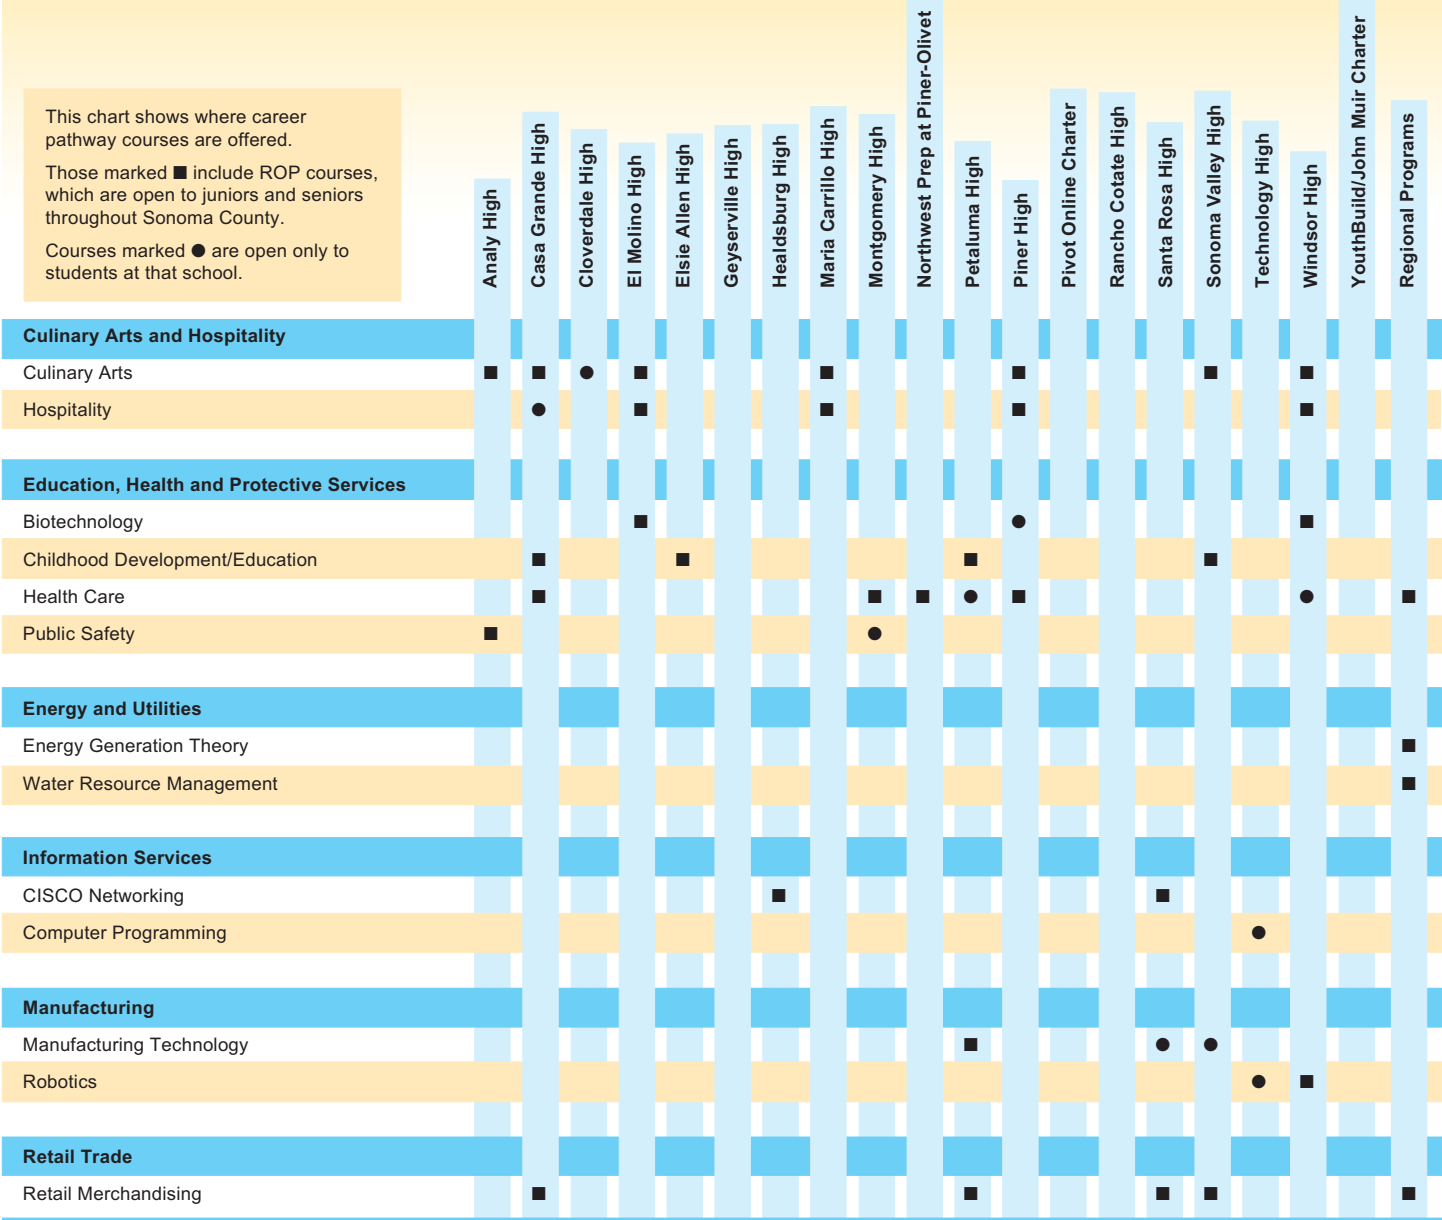 This chart shows where career
pathway courses are offered.
Those marked ■ include ROP courses,
which are open to juniors and seniors
throughout Sonoma County.
Courses marked ● are open only to
students at that school.
Analy High
Casa Grande High
Cloverdale High
El Molino High
Elsie Allen High
Geyserville High
Healdsburg High
Maria Carrillo High
Montgomery High
Northwest Prep at Piner-Olivet
Petaluma High
Piner High
Pivot Online Charter
Rancho Cotate High
Santa Rosa High
Sonoma Valley High
Technology High
Windsor High
YouthBuild/John Muir Charter
Regional Programs
Culinary Arts and Hospitality
Culinary Arts
Hospitality
Education, Health and Protective Services
Biotechnology
Childhood Development/Education
Health Care
Public Safety
Energy and Utilities
Energy Generation Theory
Water Resource Management
Information Services
CISCO Networking
Computer Programming
Manufacturing
Manufacturing Technology
Robotics
Retail Trade
Retail Merchandising